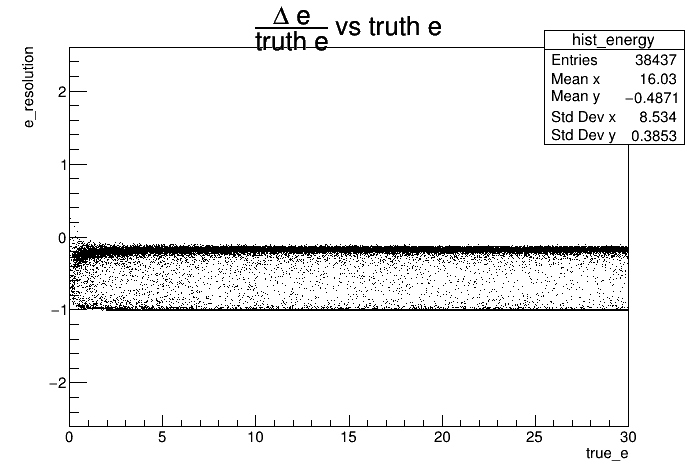 Δ e
truth e
vs truth e
hist_energy
Entries 38437
Mean x 16.03
Mean y −0.4871
Std Dev x 8.534
Std Dev y 0.3853
e_resolution
2
1
0
−1
−2
0 5 10 15 20 25 30
true_e